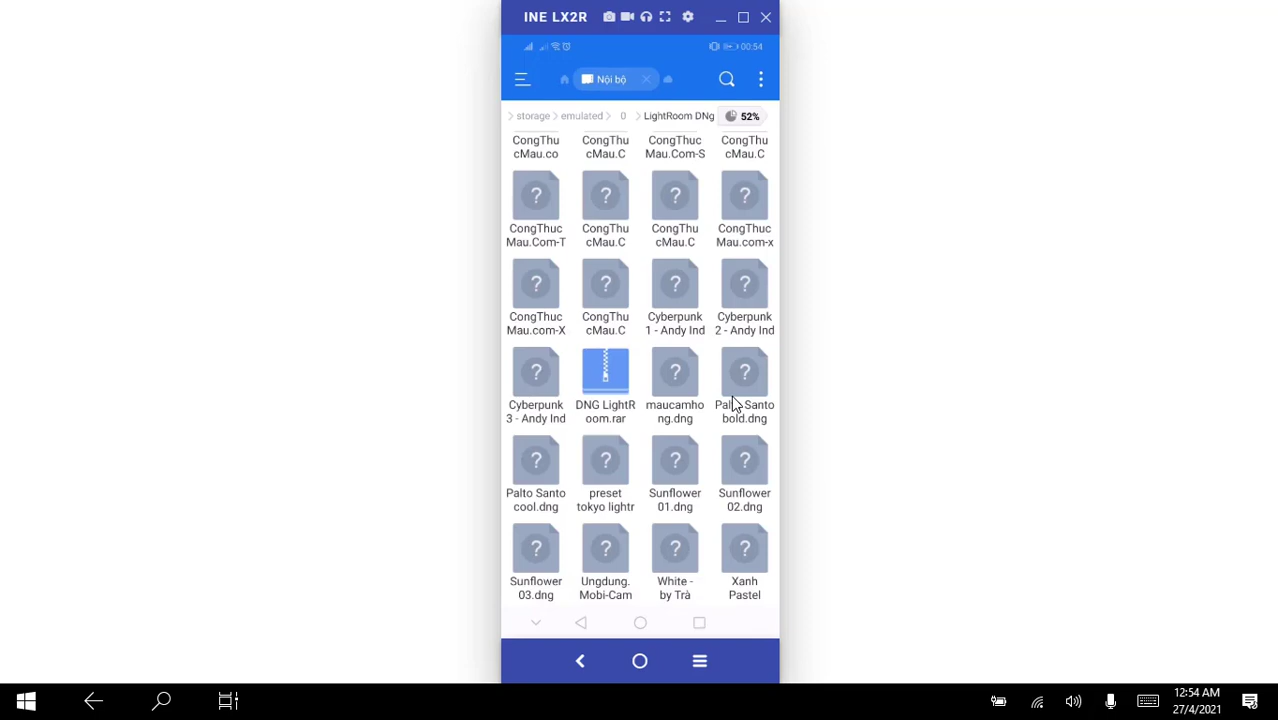 INE LX2R
00:54
Nội bộ
storage
emulated
0
LightRoom DNg
52%
CongThu
cMau.co
CongThu
cMau.C
CongThuc
Mau.Com-S
CongThu
cMau.C
CongThuc
Mau.Com-T
CongThu
cMau.C
CongThu
cMau.C
CongThuc
Mau.com-x
CongThuc
Mau.com-X
CongThu
cMau.C
Cyberpunk
1 - Andy Ind
Cyberpunk
2 - Andy Ind
Cyberpunk
3 - Andy Ind
DNG LightR
oom.rar
maucamho
ng.dng
Palto Santo
bold.dng
Palto Santo
cool.dng
preset
tokyo lightr
Sunflower
01.dng
Sunflower
02.dng
Sunflower
03.dng
Ungdung.
Mobi-Cam
White -
by Trà
Xanh
Pastel
12:54 AM
27/4/2021